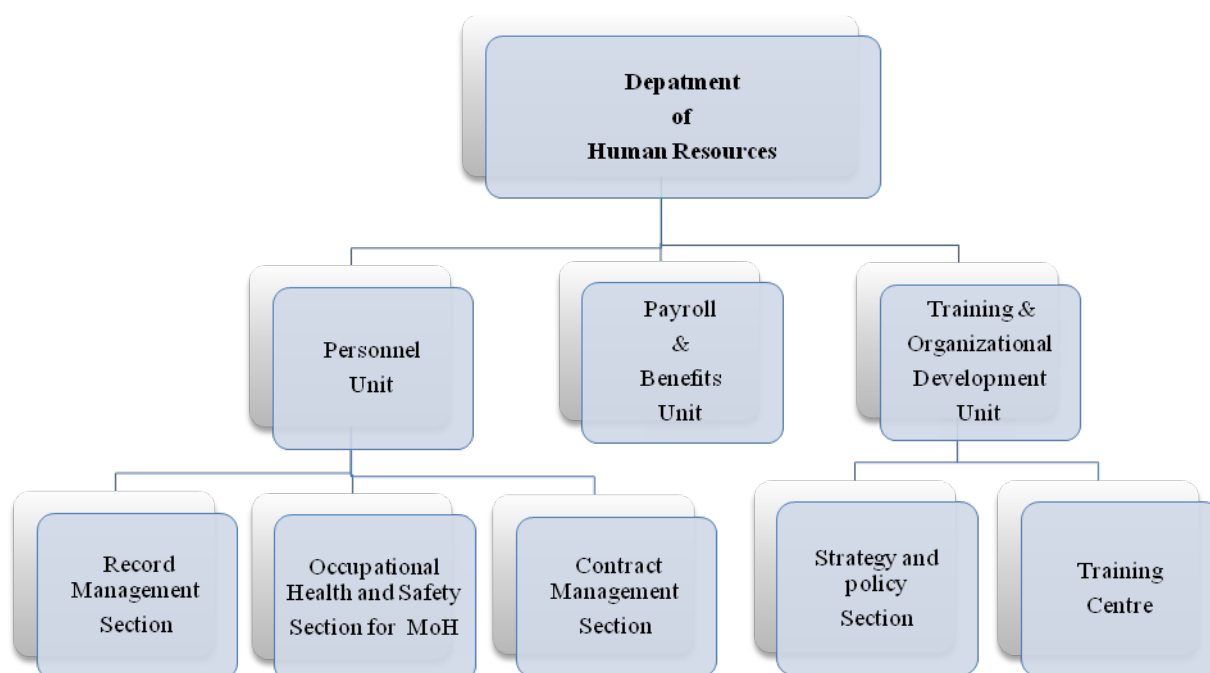 Depatment
of
Human Resources
Personnel
Unit
Payroll
&
Benefits
Unit
Training &
Organizational
Development
Unit
Record
Management
Section
Occupational
Health and Safety
Section for MoH
Contract
Management
Section
Strategy and
policy
Section
Training
Centre